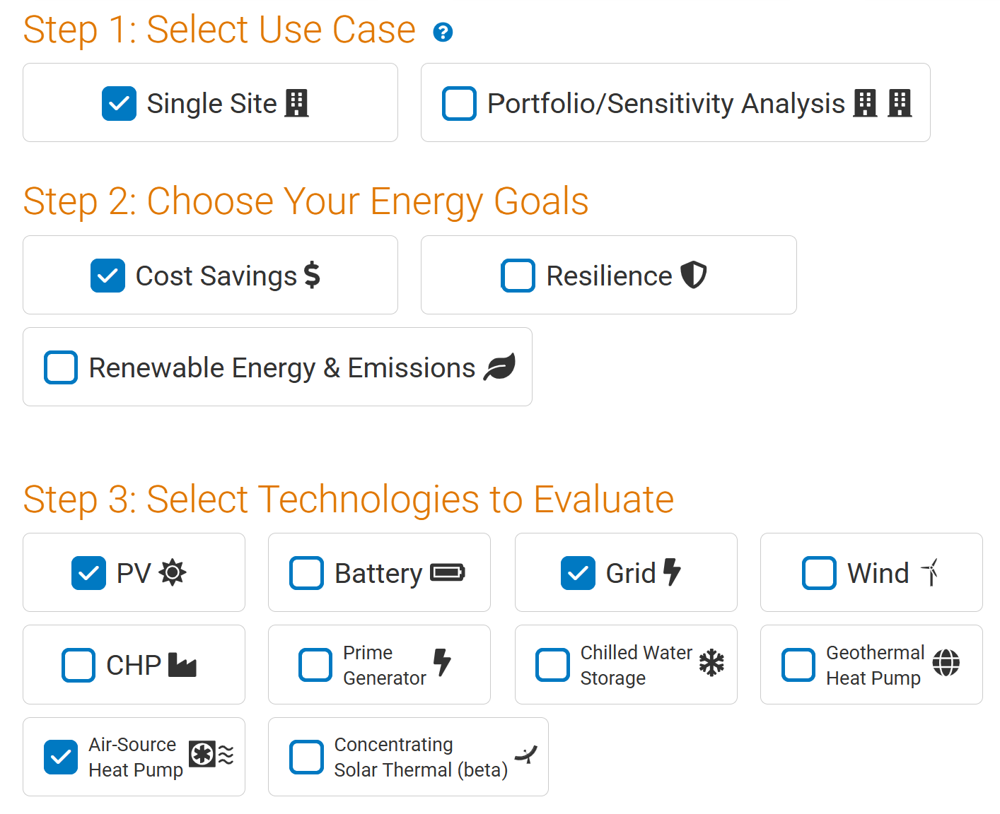 Step 1: Select Use Case ?
Single Site
Portfolio/Sensitivity Analysis
Step 2: Choose Your Energy Goals
Cost Savings $
Resilience
Renewable Energy & Emissions
Step 3: Select Technologies to Evaluate
PV
Battery
Grid
Wind
CHP
Prime
Generator
Chilled Water
Storage
Geothermal
Heat Pump
Air-Source
Heat Pump
Concentrating
Solar Thermal (beta)